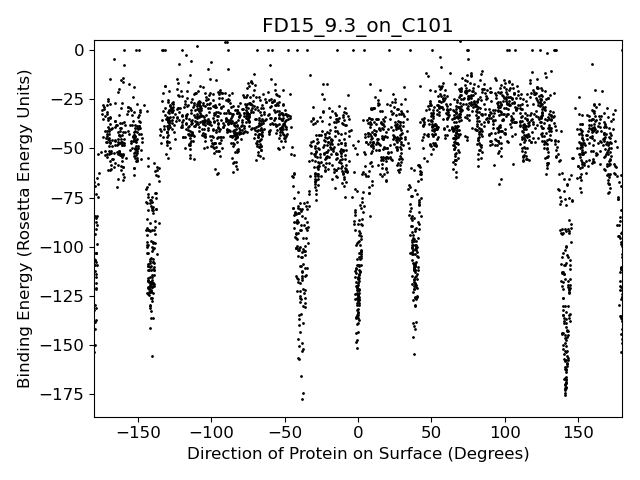 FD15_9.3_on_C101
Binding Energy (Rosetta Energy Units)
0
−25
−50
−75
−100
−125
−150
−175
−150 −100 −50 0 50 100 150
Direction of Protein on Surface (Degrees)